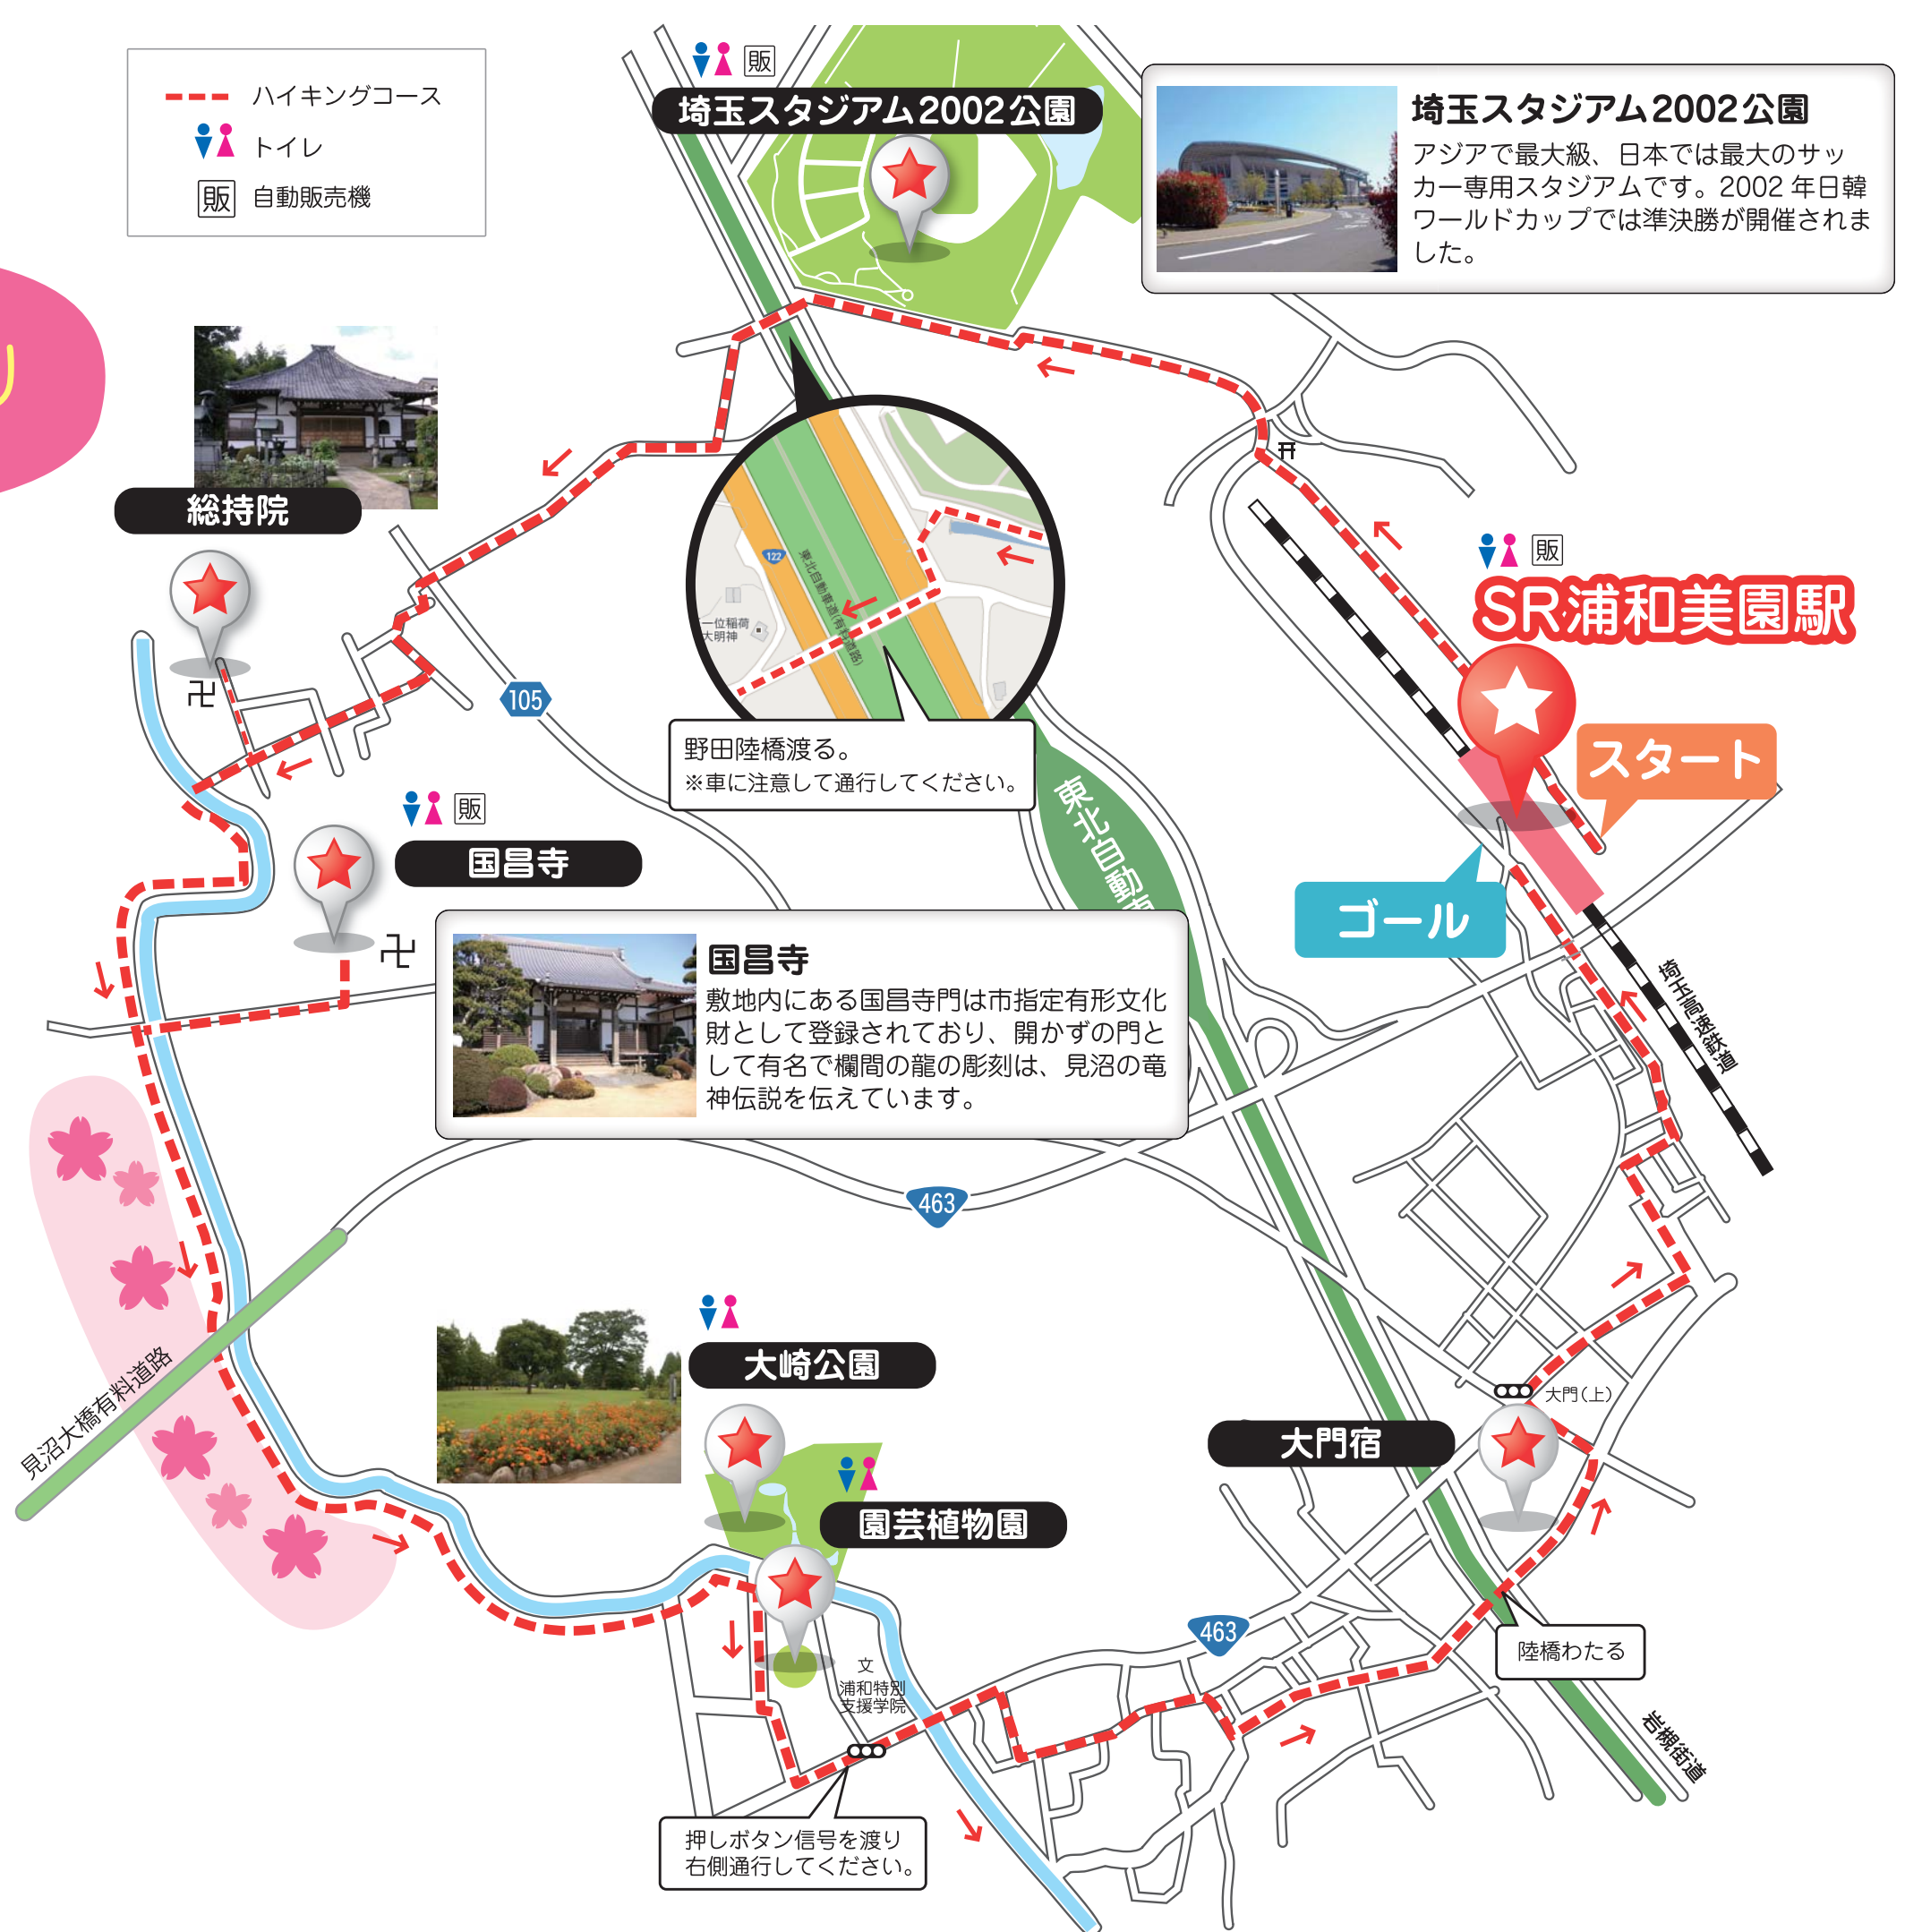 ハイキングコース
トイレ
販 自動販売機
販
埼玉スタジアム2002公園
埼玉スタジアム2002公園
アジアで最大級、日本では最大のサッ
カー専用スタジアムです。2002 年日韓
ワールドカップでは準決勝が開催されま
した。
り
総持院
卍
122
東北自動車道(有料道路)
一位稲荷
大明神
105
野田陸橋渡る。
※車に注意して通行してください。
販
SR浦和美園駅
スタート
ゴール
東北自動車
埼玉高速鉄道
販
国昌寺
卍
国昌寺
敷地内にある国昌寺門は市指定有形文化
財として登録されており、開かずの門と
して有名で欄間の龍の彫刻は、見沼の竜
神伝説を伝えています。
463
見沼大橋有料道路
大崎公園
園芸植物園
大門(上)
大門宿
463
陸橋わたる
文
浦和特別
支援学院
岩槻街道
押しボタン信号を渡り
右側通行してください。